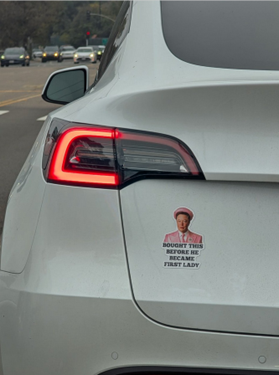 BOUGHT THIS
BEFORE HE
BECAME
FIRST LADY